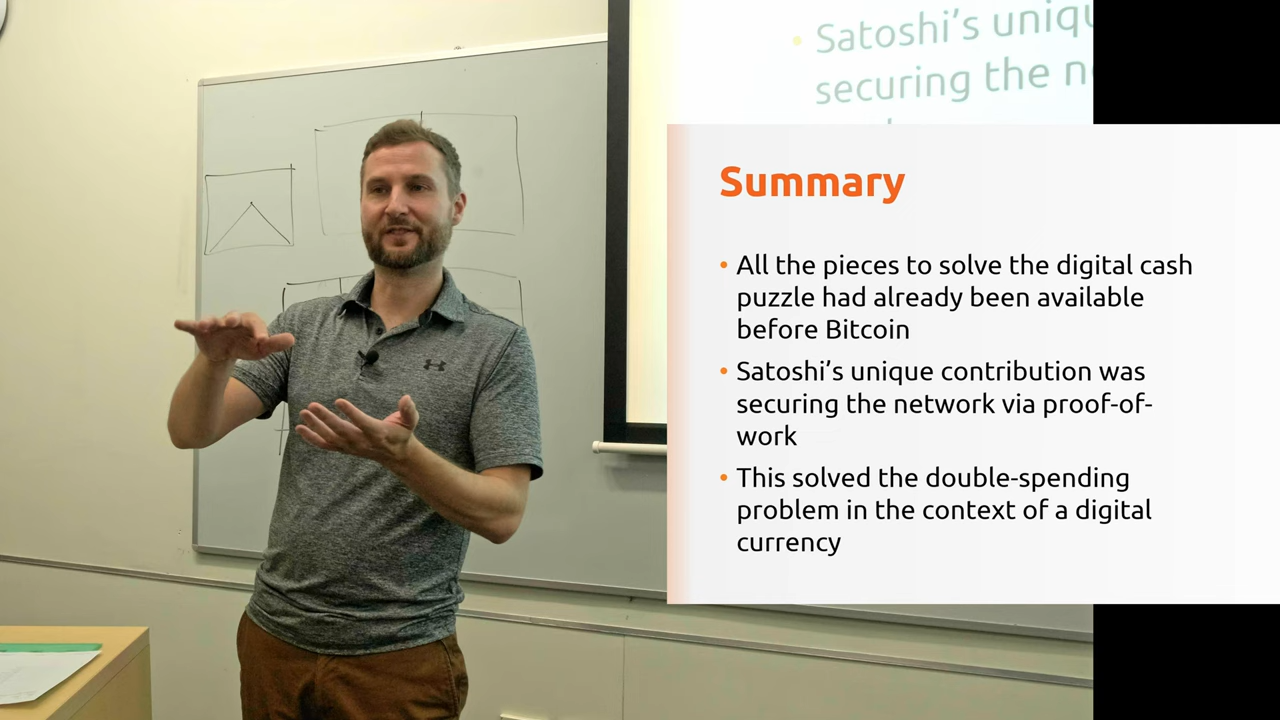 Satoshi's
securing the
Summary
• All the pieces to solve the digital cash
puzzle had already been available
before Bitcoin
• Satoshi's unique contribution was
securing the network via proof-of-
work
• This solved the double-spending
problem in the context of a digital
currency